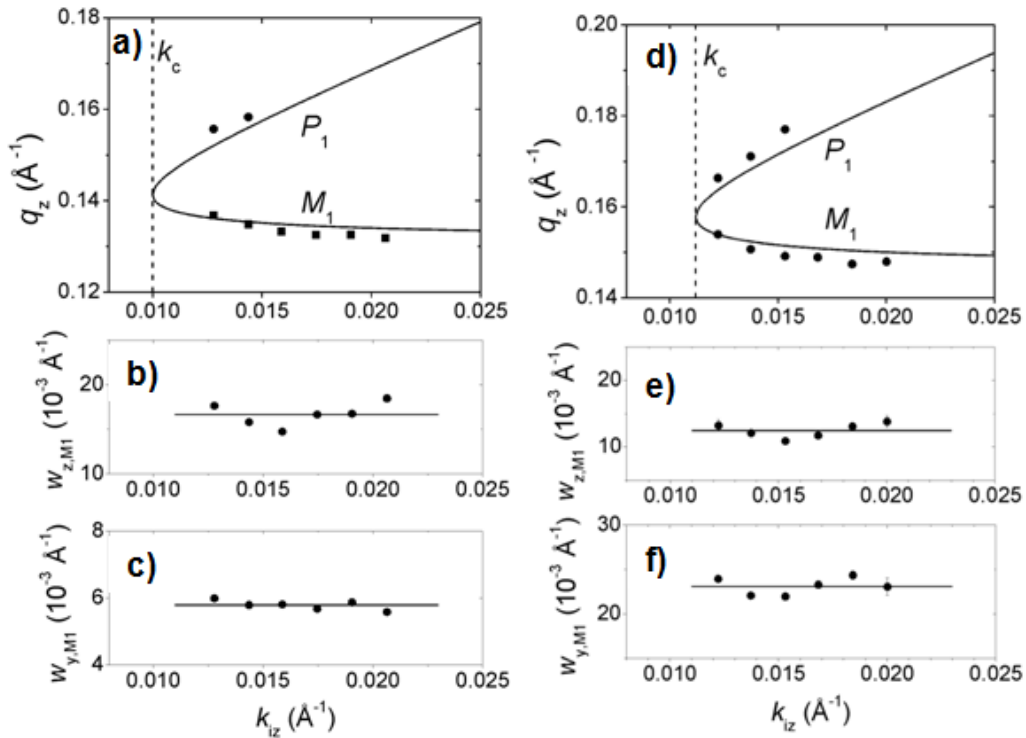 a)
0.18
0.16
0.14
0.12
q_z (Å⁻¹)
k_c
P₁
M₁
0.010 0.015 0.020 0.025
b)
20
10
w_z,M1 (10⁻³ Å⁻¹)
0.010 0.015 0.020 0.025
c)
8
6
4
w_y,M1 (10⁻³ Å⁻¹)
0.010 0.015 0.020 0.025
k_iz (Å⁻¹)
d)
0.20
0.18
0.16
0.14
q_z (Å⁻¹)
k_c
P₁
M₁
0.010 0.015 0.020 0.025
e)
20
10
w_z,M1 (10⁻³ Å⁻¹)
0.010 0.015 0.020 0.025
f)
30
20
w_y,M1 (10⁻³ Å⁻¹)
0.010 0.015 0.020 0.025
k_iz (Å⁻¹)